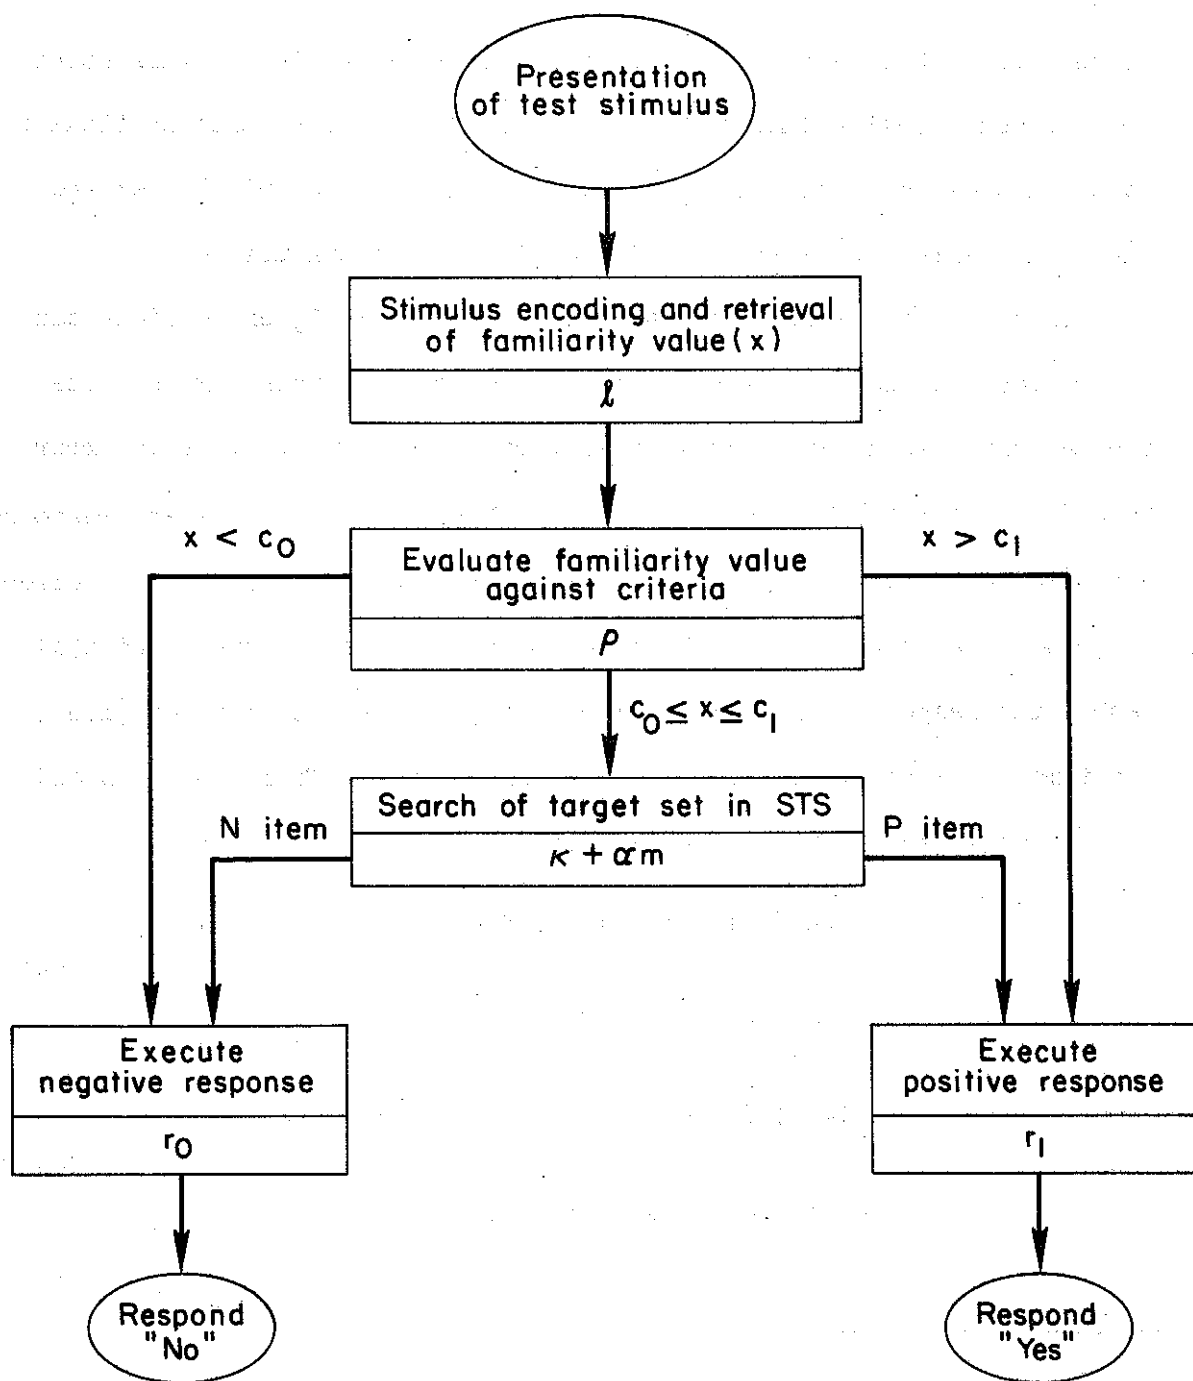 Presentation
of test stimulus
Stimulus encoding and retrieval
of familiarity value (x)
ℓ
x < c₀
x > c₁
Evaluate familiarity value
against criteria
ρ
c₀ ≤ x ≤ c₁
Search of target set in STS
N item
P item
κ + αm
Execute
negative response
r₀
Execute
positive response
r₁
Respond
"No"
Respond
"Yes"